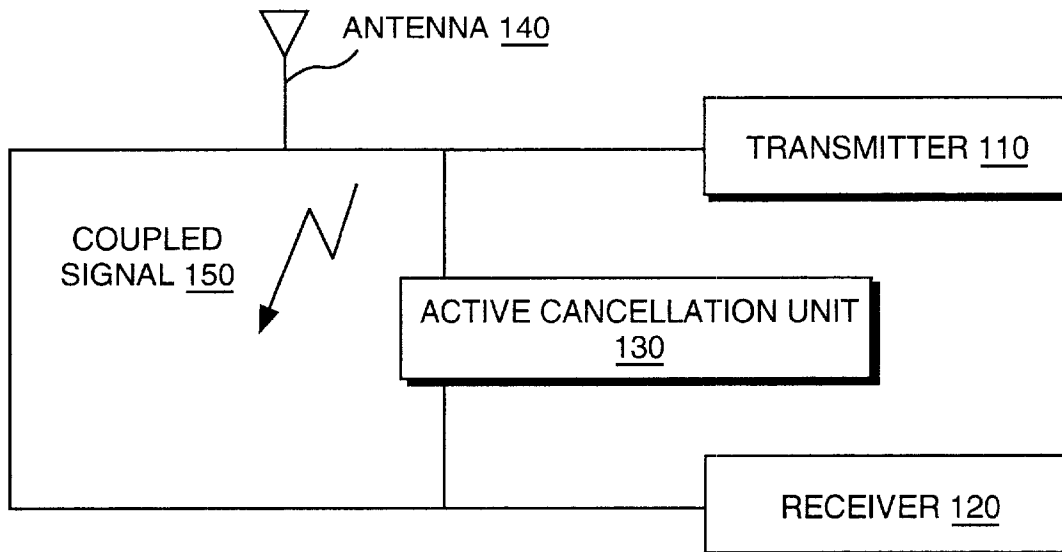 ANTENNA 140
TRANSMITTER 110
COUPLED
SIGNAL 150
ACTIVE CANCELLATION UNIT
130
RECEIVER 120